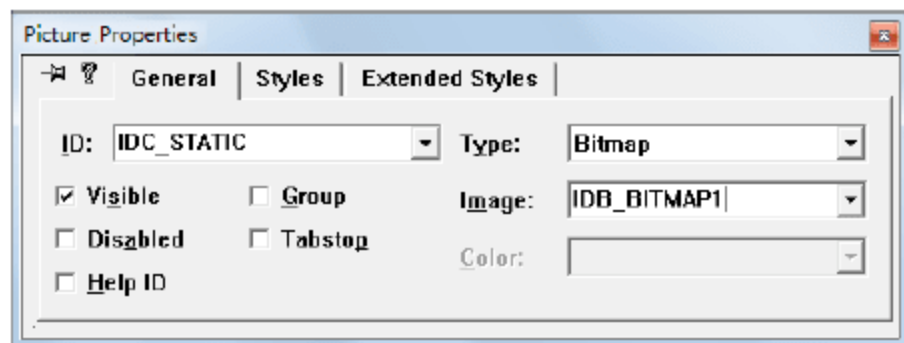 Picture Properties
General Styles Extended Styles
ID: IDC_STATIC Type: Bitmap
Visible Group Image: IDB_BITMAP1
Disabled Tabstop Color:
Help ID